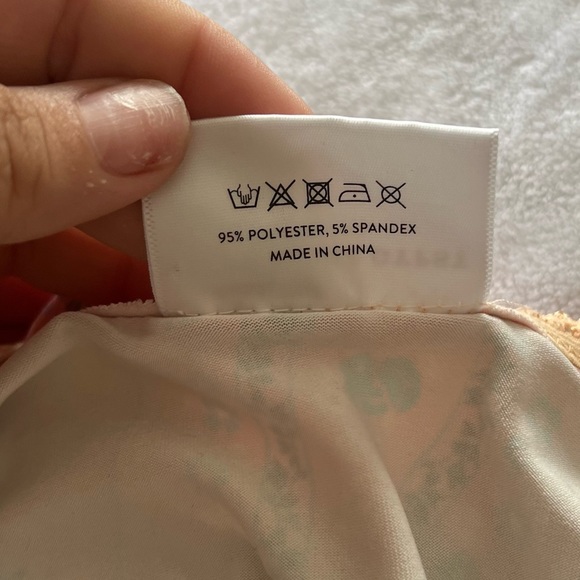 95% POLYESTER, 5% SPANDEX
MADE IN CHINA